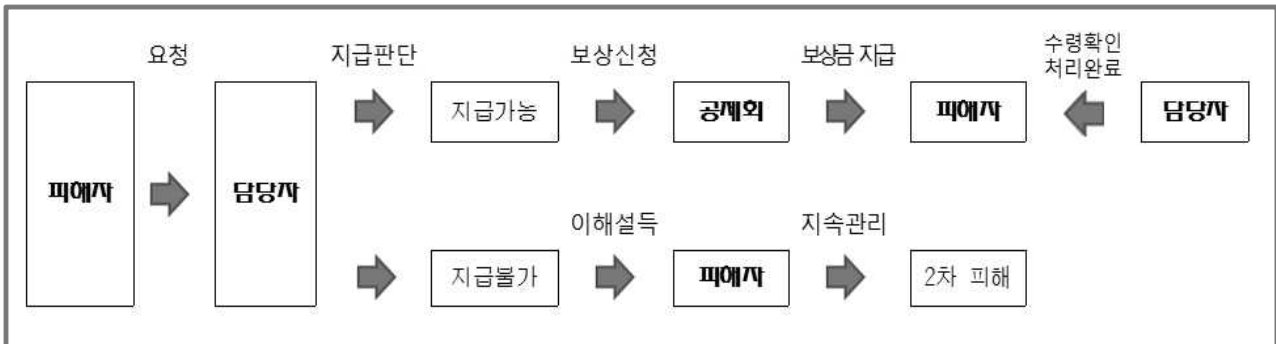 요청
지급판단
보상신청
보상금 지급
수령확인
처리완료
피해자
담당자
지급가능
공제회
피해자
담당자
이해설득
지속관리
지급불가
피해자
2차 피해